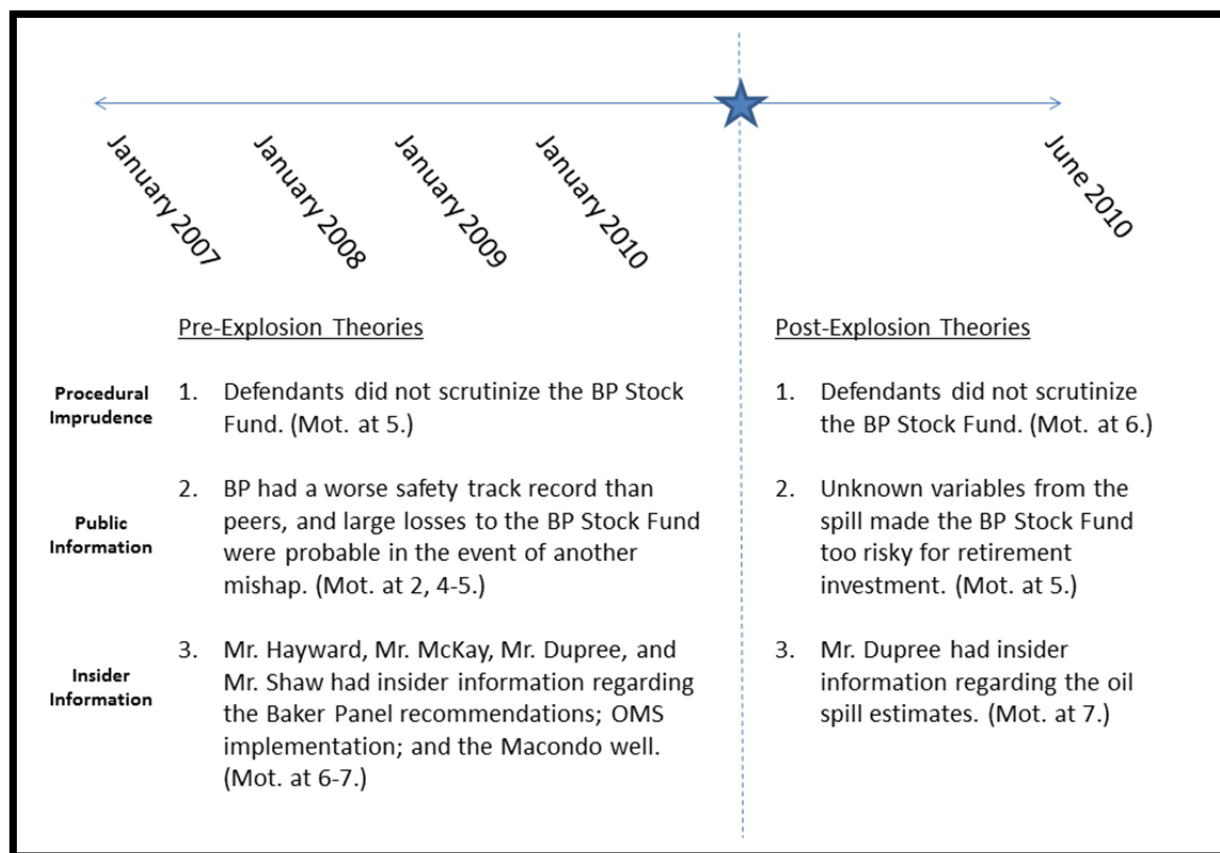 January 2007
January 2008
January 2009
January 2010
June 2010
Pre-Explosion Theories
Post-Explosion Theories
Procedural
Imprudence
1. Defendants did not scrutinize the BP Stock
Fund. (Mot. at 5.)
1. Defendants did not scrutinize
the BP Stock Fund. (Mot. at 6.)
Public
Information
2. BP had a worse safety track record than
peers, and large losses to the BP Stock Fund
were probable in the event of another
mishap. (Mot. at 2, 4-5.)
2. Unknown variables from the
spill made the BP Stock Fund
too risky for retirement
investment. (Mot. at 5.)
Insider
Information
3. Mr. Hayward, Mr. McKay, Mr. Dupree, and
Mr. Shaw had insider information regarding
the Baker Panel recommendations; OMS
implementation; and the Macondo well.
(Mot. at 6-7.)
3. Mr. Dupree had insider
information regarding the oil
spill estimates. (Mot. at 7.)